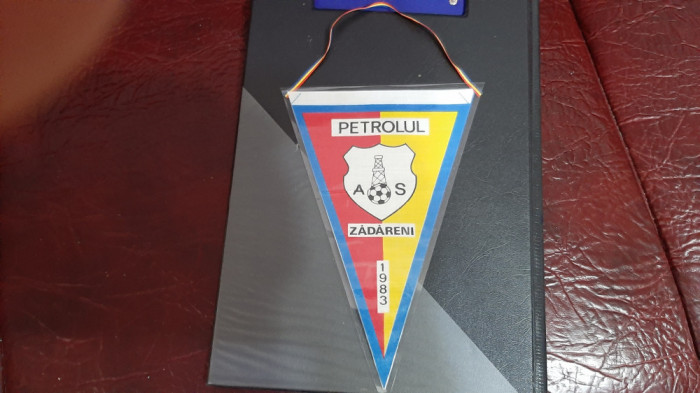 PETROLUL
A S
ZĂDĂRENI
1983